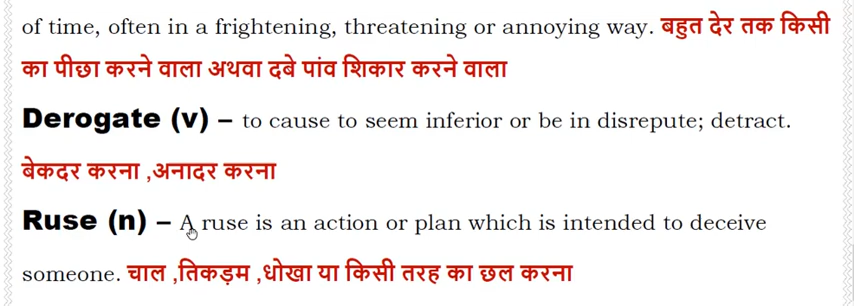 of time, often in a frightening, threatening or annoying way. बहुत देर तक किसी
का पीछा करने वाला अथवा दबे पांव शिकार करने वाला
Derogate (v) – to cause to seem inferior or be in disrepute; detract.
बेकदर करना ,अनादर करना
Ruse (n) – A ruse is an action or plan which is intended to deceive
someone. चाल ,तिकड़म ,धोखा या किसी तरह का छल करना